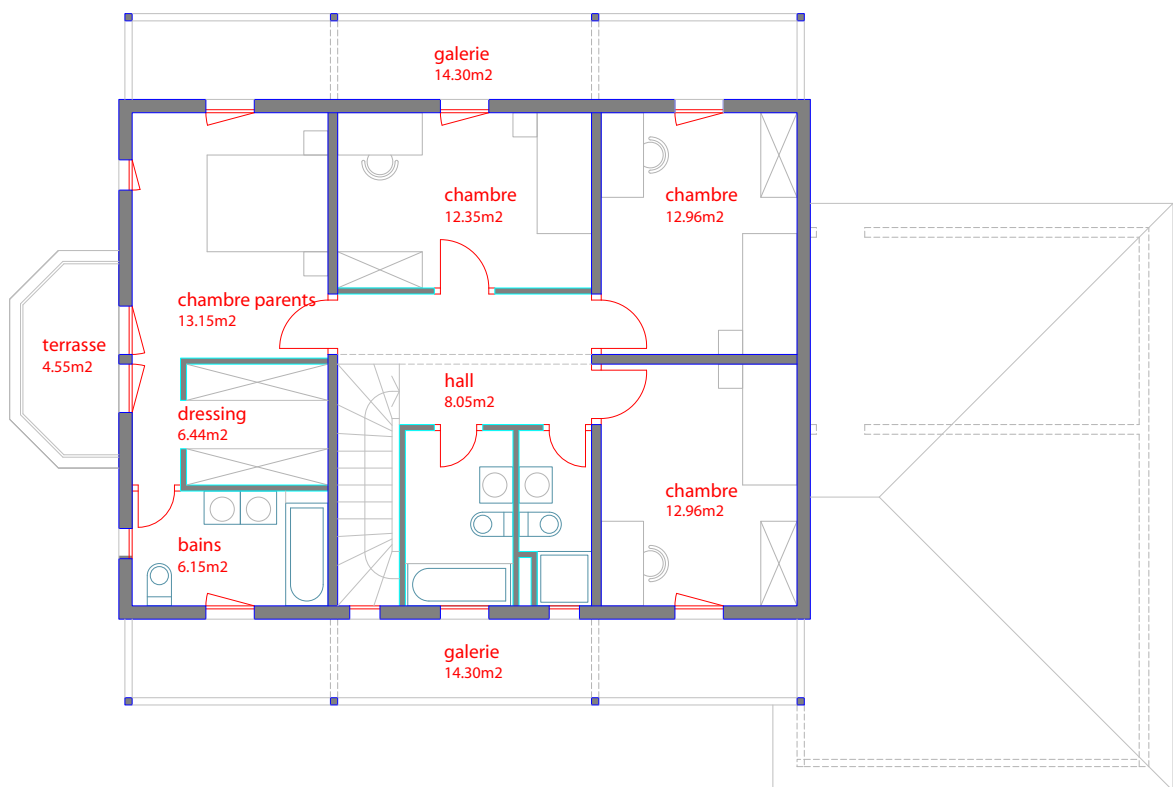 galerie
14.30m2
chambre
12.35m2
chambre
12.96m2
chambre parents
13.15m2
terrasse
4.55m2
hall
8.05m2
dressing
6.44m2
chambre
12.96m2
bains
6.15m2
galerie
14.30m2